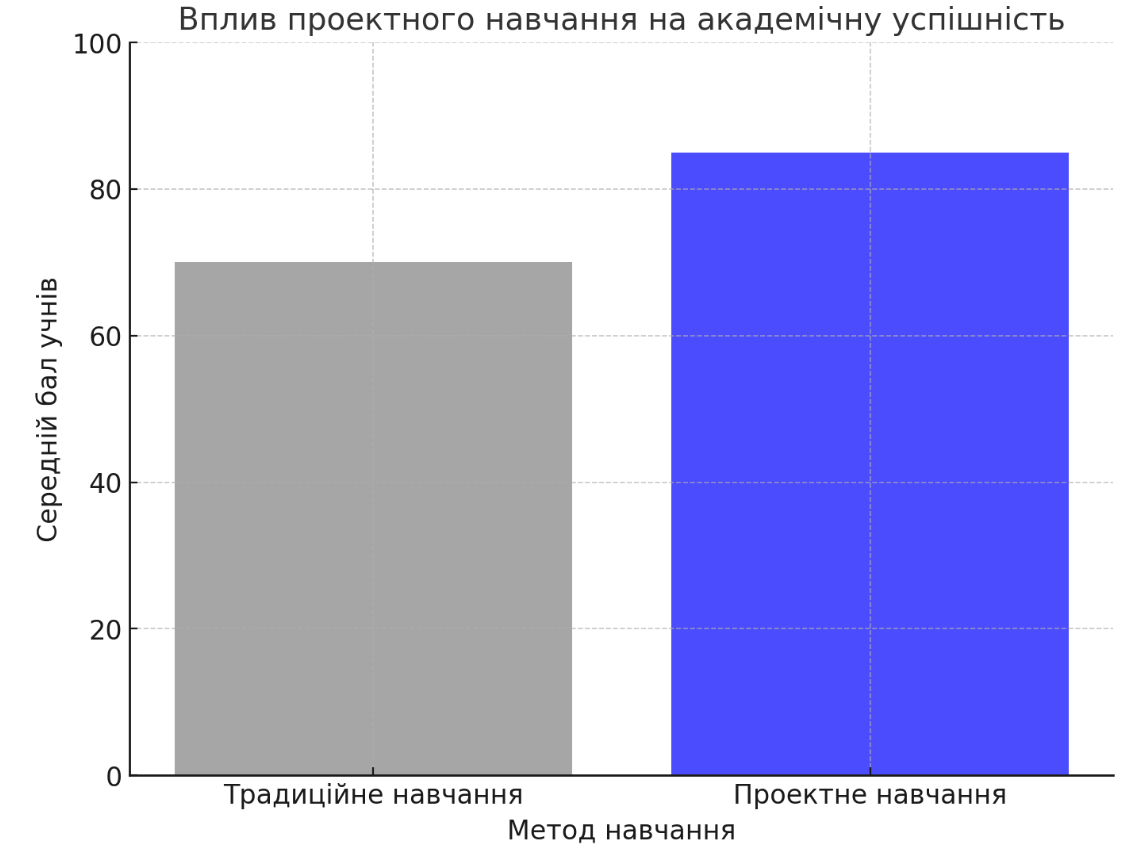 Вплив проектного навчання на академічну успішність
100
80
60
40
20
0
Середній бал учнів
Традиційне навчання
Проектне навчання
Метод навчання